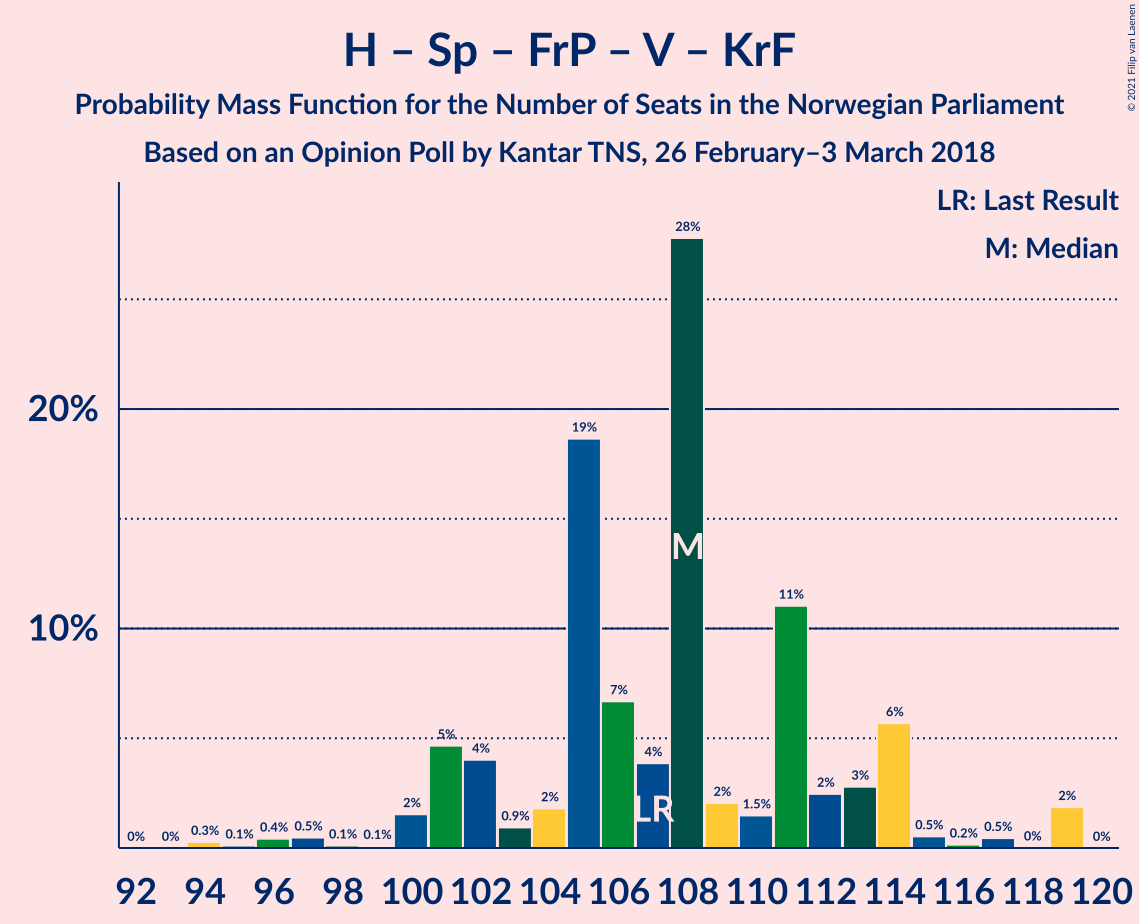 © 2021 Filip van Laenen
H – Sp – FrP – V – KrF
Probability Mass Function for the Number of Seats in the Norwegian Parliament
Based on an Opinion Poll by Kantar TNS, 26 February–3 March 2018
LR: Last Result
M: Median
20%
10%
0% 0% 0.3% 0.1% 0.4% 0.5% 0.1% 0.1% 2% 5% 4% 0.9% 2% 19% 7% 4% 28% 2% 1.5% 11% 2% 3% 6% 0.5% 0.2% 0.5% 0% 2% 0%
M
LR
92 94 96 98 100 102 104 106 108 110 112 114 116 118 120